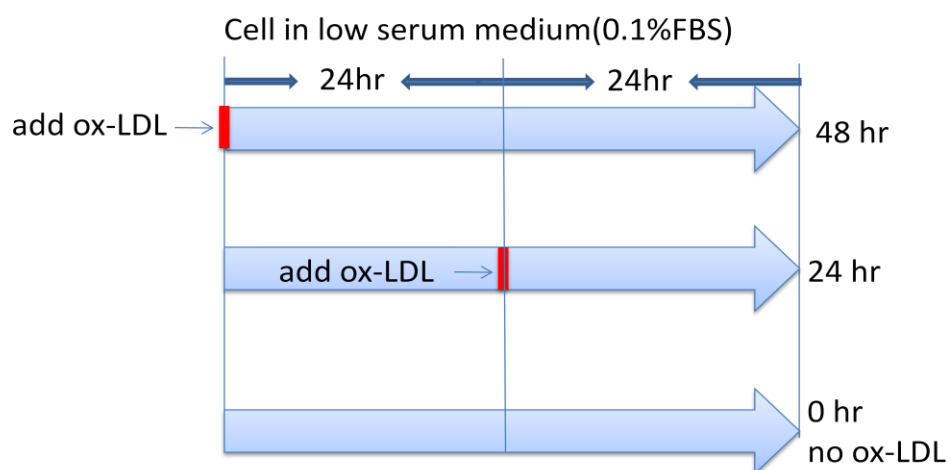 Cell in low serum medium(0.1%FBS)
24hr
24hr
add ox-LDL
48 hr
add ox-LDL
24 hr
0 hr
no ox-LDL